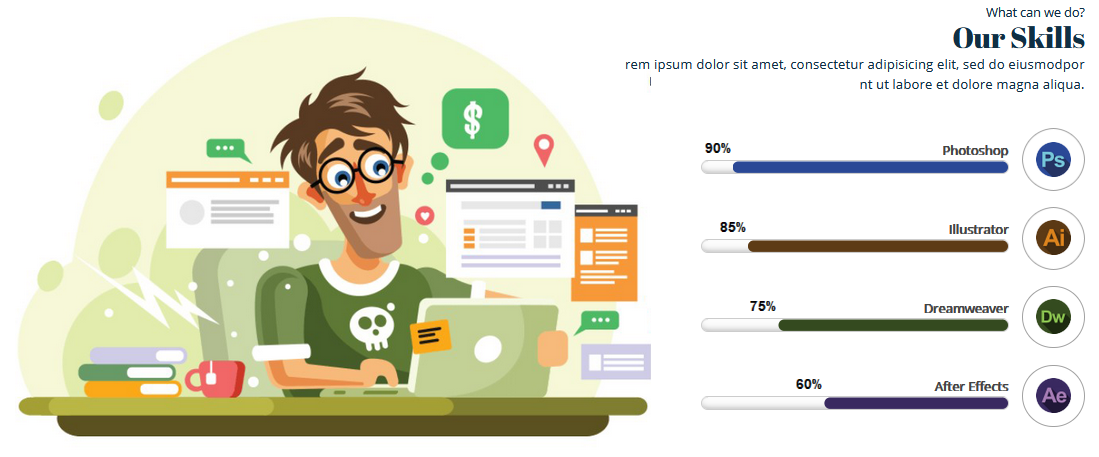 What can we do?
Our Skills
rem ipsum dolor sit amet, consectetur adipisicing elit, sed do eiusmodpor
nt ut labore et dolore magna aliqua.
90%
Photoshop
Ps
85%
Illustrator
Ai
75%
Dreamweaver
Dw
60%
After Effects
Ae
$